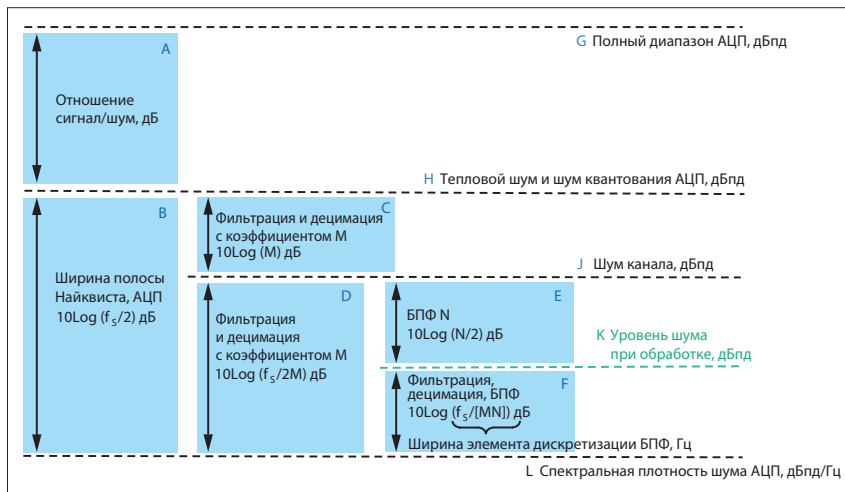 A
G Полный диапазон АЦП, дБпд
Отношение
сигнал/шум, дБ
H Тепловой шум и шум квантования АЦП, дБпд
B
Ширина полосы
Найквиста, АЦП
10Log (fs/2) дБ
C
Фильтрация и децимация
с коэффициентом М
10Log (M) дБ
J Шум канала, дБпд
D
Фильтрация
и децимация
с коэффициентом М
10Log (fs/2M) дБ
E
БПФ N
10Log (N/2) дБ
K Уровень шума
при обработке, дБпд
F
Фильтрация,
децимация, БПФ
10Log (fs/[MN]) дБ
Ширина элемента дискретизации БПФ, Гц
L Спектральная плотность шума АЦП, дБпд/Гц